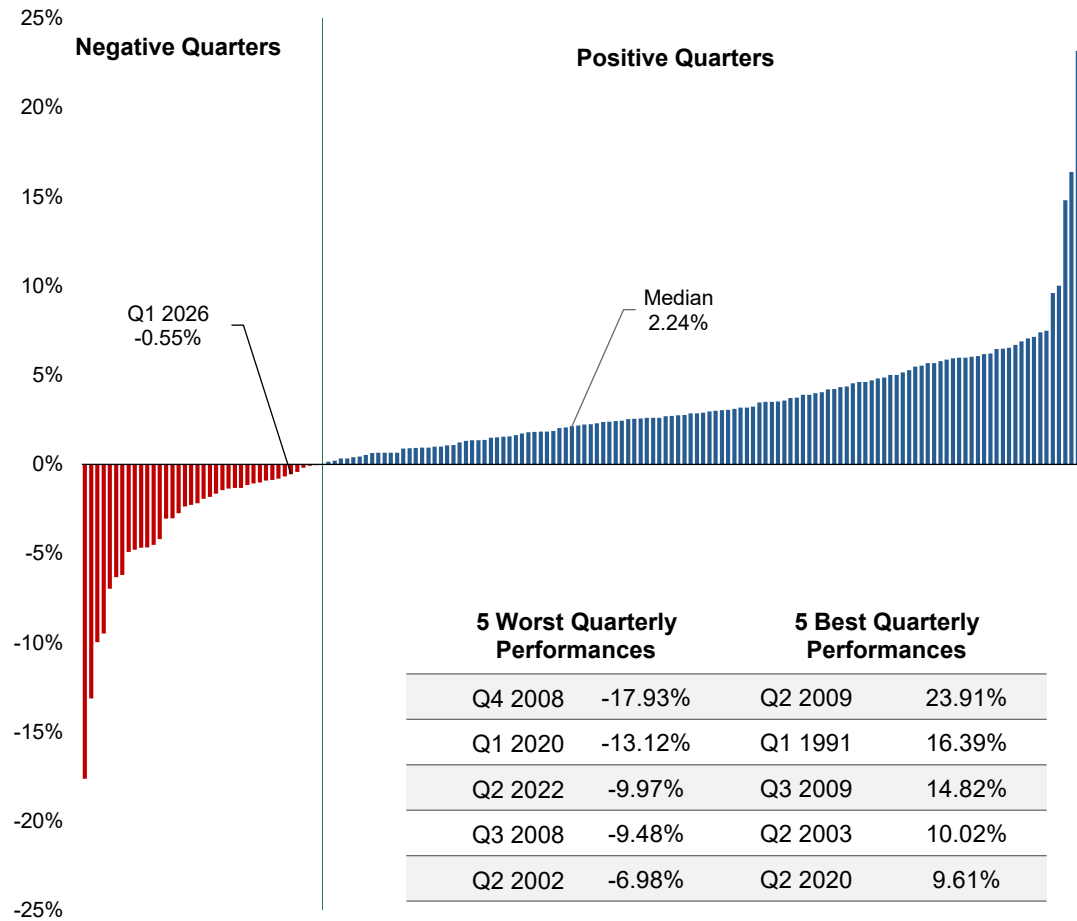 25%
Negative Quarters
Positive Quarters
20%
15%
10%
Q1 2026
-0.55%
Median
2.24%
5%
0%
-5%
-10%
-15%
-20%
-25%
5 Worst Quarterly
Performances
5 Best Quarterly
Performances
Q4 2008 -17.93% Q2 2009 23.91%
Q1 2020 -13.12% Q1 1991 16.39%
Q2 2022 -9.97% Q3 2009 14.82%
Q3 2008 -9.48% Q2 2003 10.02%
Q2 2002 -6.98% Q2 2020 9.61%